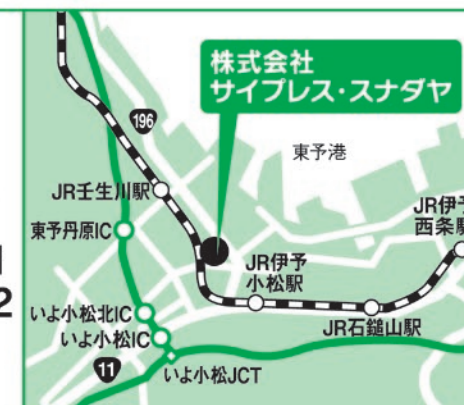 株式会社
サイプレス・スナダヤ
196
東予港
JR壬生川駅
東予丹原IC
JR伊予
小松駅
JR伊予
西条駅
いよ小松北IC
いよ小松IC
JR石鎚山駅
11
いよ小松JCT
2